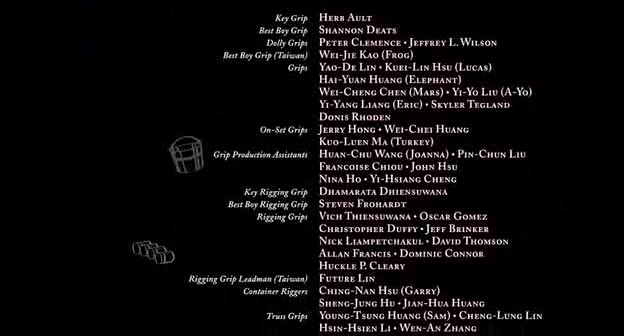 Key Grip Herb Ault
Best Boy Grip Shannon Deats
Dolly Grips Peter Clemence • Jeffrey L. Wilson
Best Boy Grip (Taiwan) Wei-Jie Kao (Frog)
Grips Yao-De Lin • Kuei-Lin Hsu (Lucas)
Hai-Yuan Huang (Elephant)
Wei-Cheng Chen (Mars) • Yi-Yo Liu (A-Yo)
Yi-Yang Liang (Eric) • Skyler Tegland
Donis Rhoden
On-Set Grips Jerry Hong • Wei-Chei Huang
Kuo-Luen Ma (Turkey)
Grip Production Assistants Huan-Chu Wang (Joanna) • Pin-Chun Liu
Francoise Chiou • John Hsu
Nina Ho • Yi-Hsiang Cheng
Key Rigging Grip Dhamarata Dhiensuwana
Best Boy Rigging Grip Steven Frohardt
Rigging Grips Vich Thiensuwana • Oscar Gomez
Christopher Duffy • Jeff Brinker
Nick Liampetchakul • David Thomson
Allan Francis • Dominic Connor
Huckle P. Cleary
Rigging Grip Leadman (Taiwan) Future Lin
Container Riggers Ching-Nan Hsu (Garry)
Sheng-Jung Hu • Jian-Hua Huang
Truss Grips Young-Tsung Huang (Sam) • Cheng-Lung Lin
Hsin-Hsien Li • Wen-An Zhang